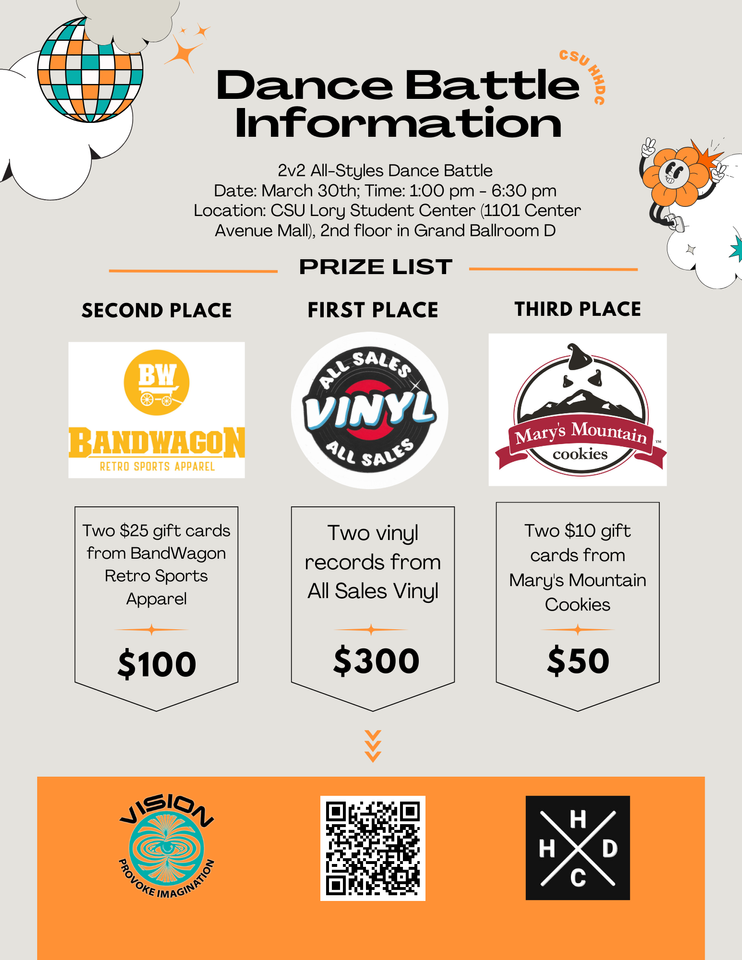 CSU HHDC
Dance Battle
Information
2v2 All-Styles Dance Battle
Date: March 30th; Time: 1:00 pm - 6:30 pm
Location: CSU Lory Student Center (1101 Center
Avenue Mall), 2nd floor in Grand Ballroom D
PRIZE LIST
SECOND PLACE
BW
BANDWAGON
RETRO SPORTS APPAREL
Two $25 gift cards
from BandWagon
Retro Sports
Apparel
$100
FIRST PLACE
ALL SALES
VINYL
ALL SALES
Two vinyl
records from
All Sales Vinyl
$300
THIRD PLACE
Mary's Mountain™
cookies
Two $10 gift
cards from
Mary's Mountain
Cookies
$50
VISION
PROVOKE IMAGINATION
H
H D
C